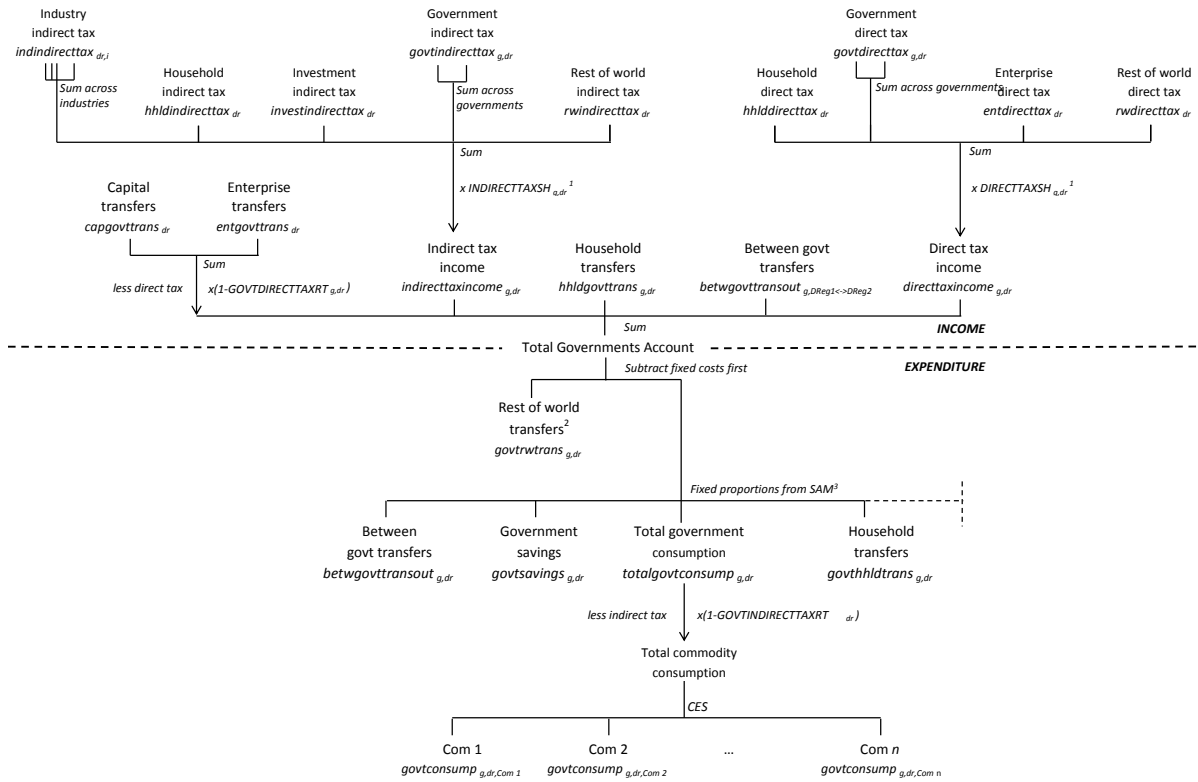 Industry
indirect tax
indindirecttax dr,i
Sum across
industries
Household
indirect tax
hhldindirecttax dr
Investment
indirect tax
investindirecttax dr
Government
indirect tax
govtindirecttax g,dr
Sum across
governments
Rest of world
indirect tax
rwindirecttax dr
Household
direct tax
hhlddirecttax dr
Government
direct tax
govtdirecttax g,dr
Sum across governments
Enterprise
direct tax
entdirecttax dr
Rest of world
direct tax
rwdirecttax dr
Sum
Sum
x INDIRECTTAXSH g,dr 1
x DIRECTTAXSH g,dr 1
Capital
transfers
capgovttrans dr
Enterprise
transfers
entgovttrans dr
Sum
less direct tax
x(1-GOVTDIRECTTAXRT g,dr)
Indirect tax
income
indirecttaxincome g,dr
Household
transfers
hhldgovttrans g,dr
Between govt
transfers
betwgovttransout g,DReg1<->DReg2
Direct tax
income
directtaxincome g,dr
Sum
INCOME
Total Governments Account
EXPENDITURE
Subtract fixed costs first
Rest of world
transfers2
govtrwtrans g,dr
Fixed proportions from SAM3
Between
govt transfers
betwgovttransout g,dr
Government
savings
govtsavings g,dr
Total government
consumption
totalgovtconsump g,dr
Household
transfers
govthhldtrans g,dr
less indirect tax
x(1-GOVTINDIRECTTAXRT dr)
Total commodity
consumption
CES
Com 1
govtconsump g,dr,Com 1
Com 2
govtconsump g,dr,Com 2
...
Com n
govtconsump g,dr,Com n